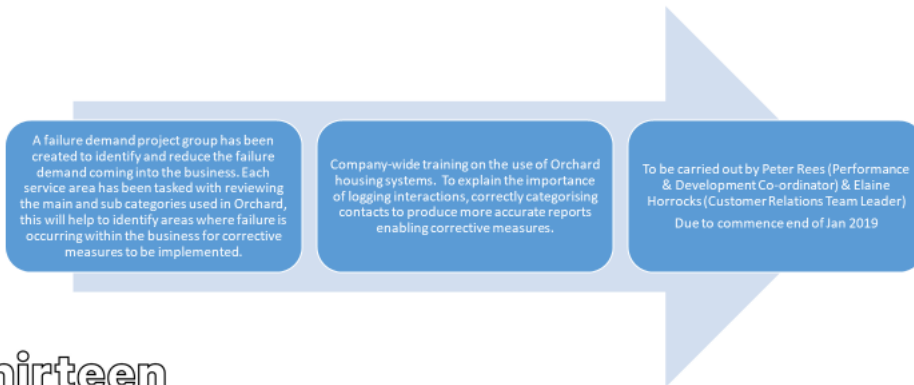 A failure demand project group has been
created to identify and reduce the failure
demand coming into the business. Each
service area has been tasked with reviewing
the main and sub categories used in Orchard,
this will help to identify areas where failure is
occurring within the business for corrective
measures to be implemented.
Company-wide training on the use of Orchard
housing systems. To explain the importance
of logging interactions, correctly categorising
contacts to produce more accurate reports
enabling corrective measures.
To be carried out by Peter Rees (Performance
& Development Co-ordinator) & Elaine
Horrocks (Customer Relations Team Leader)
Due to commence end of Jan 2019
hirteen